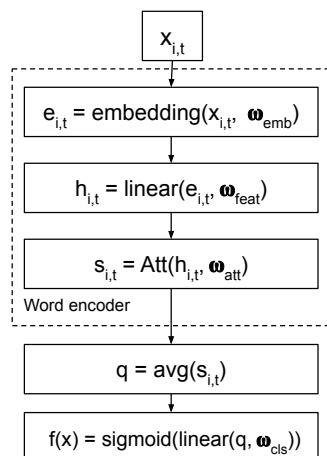 x_{i,t}
e_{i,t} = embedding(x_{i,t}, ω_{emb})
h_{i,t} = linear(e_{i,t}, ω_{feat})
s_{i,t} = Att(h_{i,t}, ω_{att})
Word encoder
q = avg(s_{i,t})
f(x) = sigmoid(linear(q, ω_{cls}))